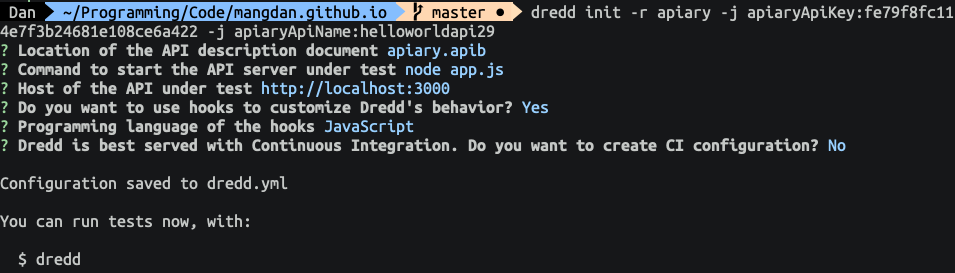 Dan ~/Programming/Code/mangdan.github.io master ● dredd init -r apiary -j apiaryApiKey:fe79f8fc11
4e7f3b24681e108ce6a422 -j apiaryApiName:helloworldapi29
? Location of the API description document apiary.apib
? Command to start the API server under test node app.js
? Host of the API under test http://localhost:3000
? Do you want to use hooks to customize Dredd's behavior? Yes
? Programming language of the hooks JavaScript
? Dredd is best served with Continuous Integration. Do you want to create CI configuration? No
Configuration saved to dredd.yml
You can run tests now, with:
$ dredd